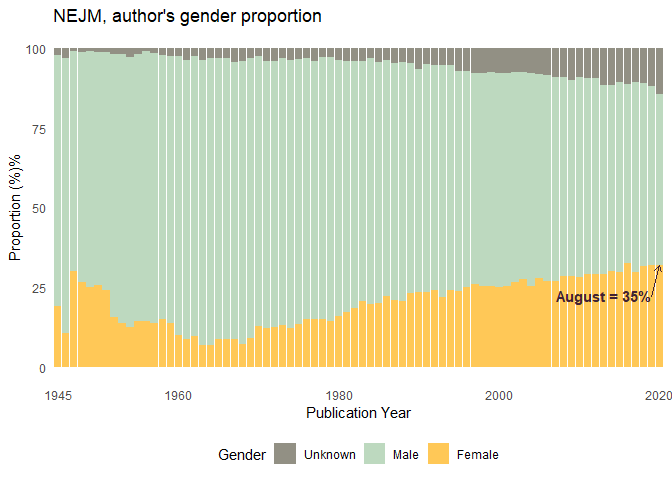 NEJM, author's gender proportion
100
75
50
25
0
Proportion (%)%
August = 35%
1945 1960 1980 2000 2020
Publication Year
Gender Unknown Male Female